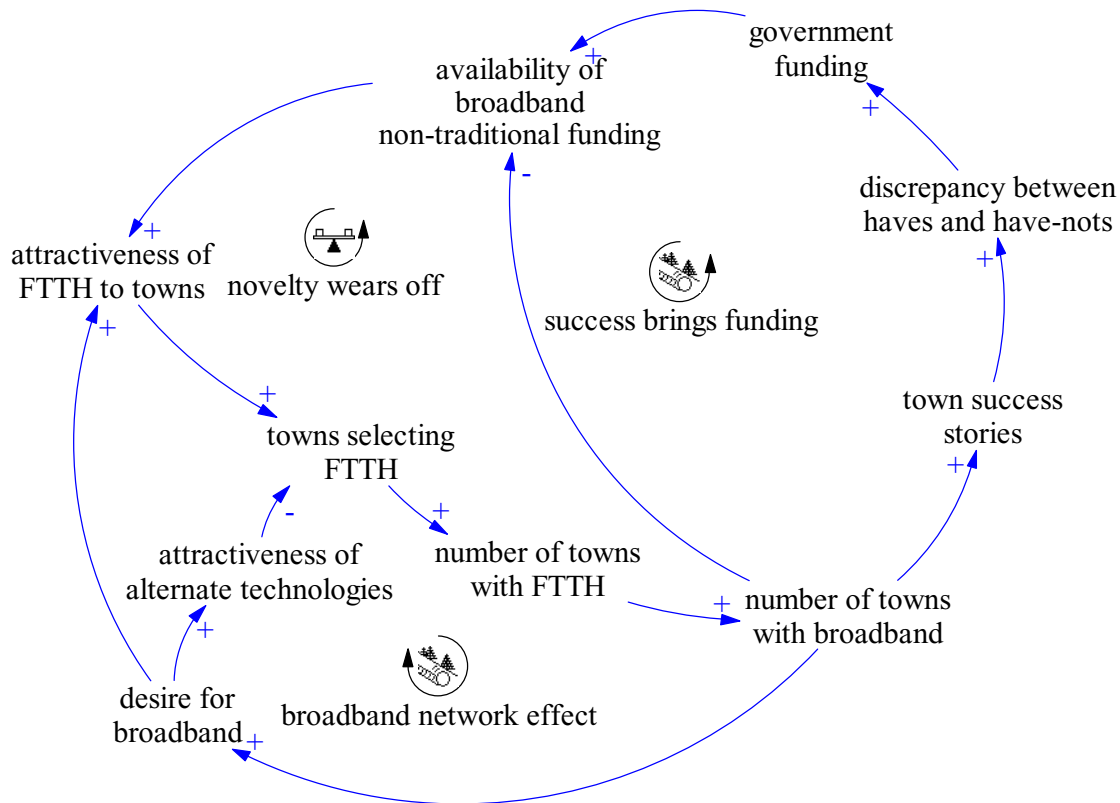 government
funding
+
availability of
broadband
non-traditional funding
+
-
discrepancy between
haves and have-nots
+
+
attractiveness of
FTTH to towns
+
novelty wears off
success brings funding
+
town success
stories
+
towns selecting
FTTH
-
+
number of towns
with FTTH
attractiveness of
alternate technologies
+
+
number of towns
with broadband
desire for
broadband
+
broadband network effect